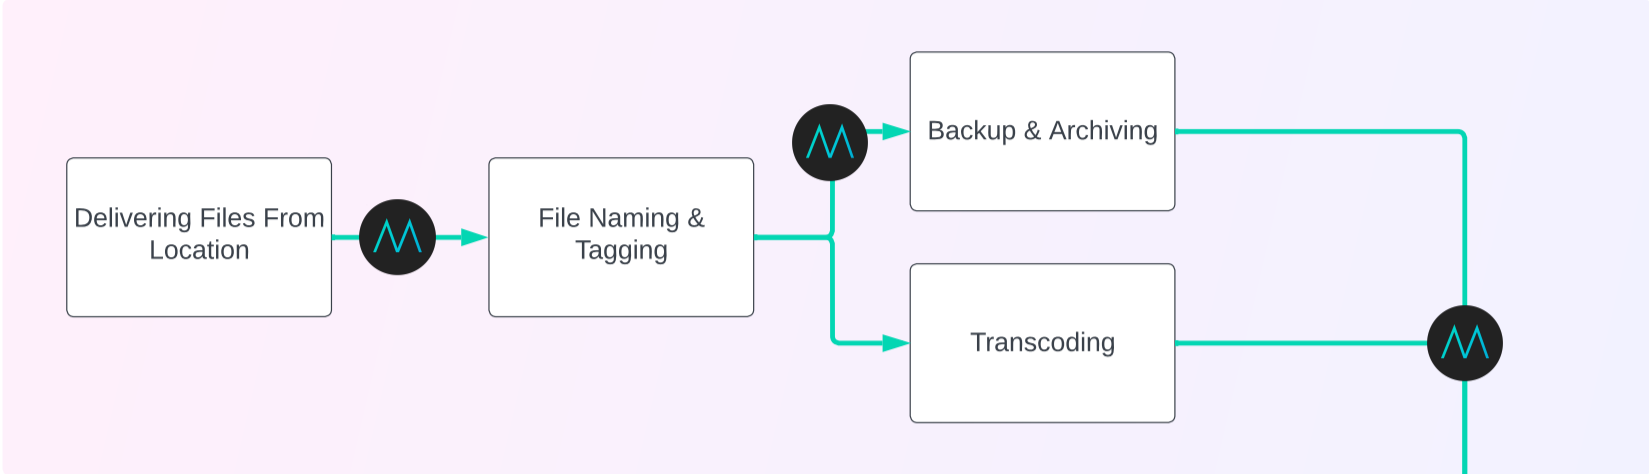 Delivering Files From
Location
File Naming &
Tagging
Backup & Archiving
Transcoding